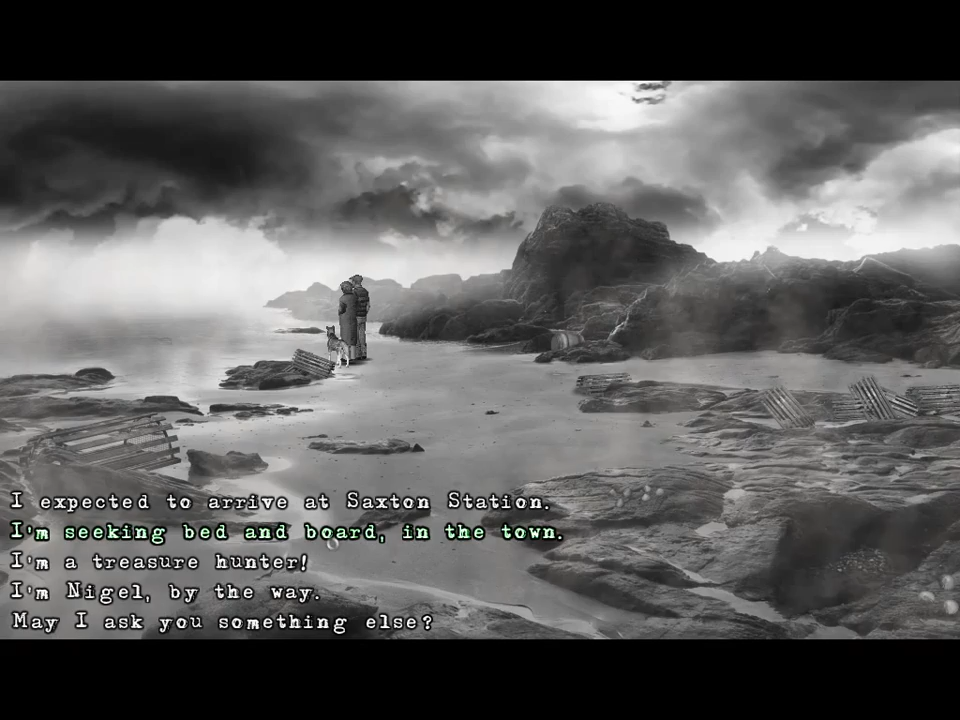 I expected to arrive at Saxton Station.
I'm seeking bed and board, in the town.
I'm a treasure hunter!
I'm Nigel, by the way.
May I ask you something else?